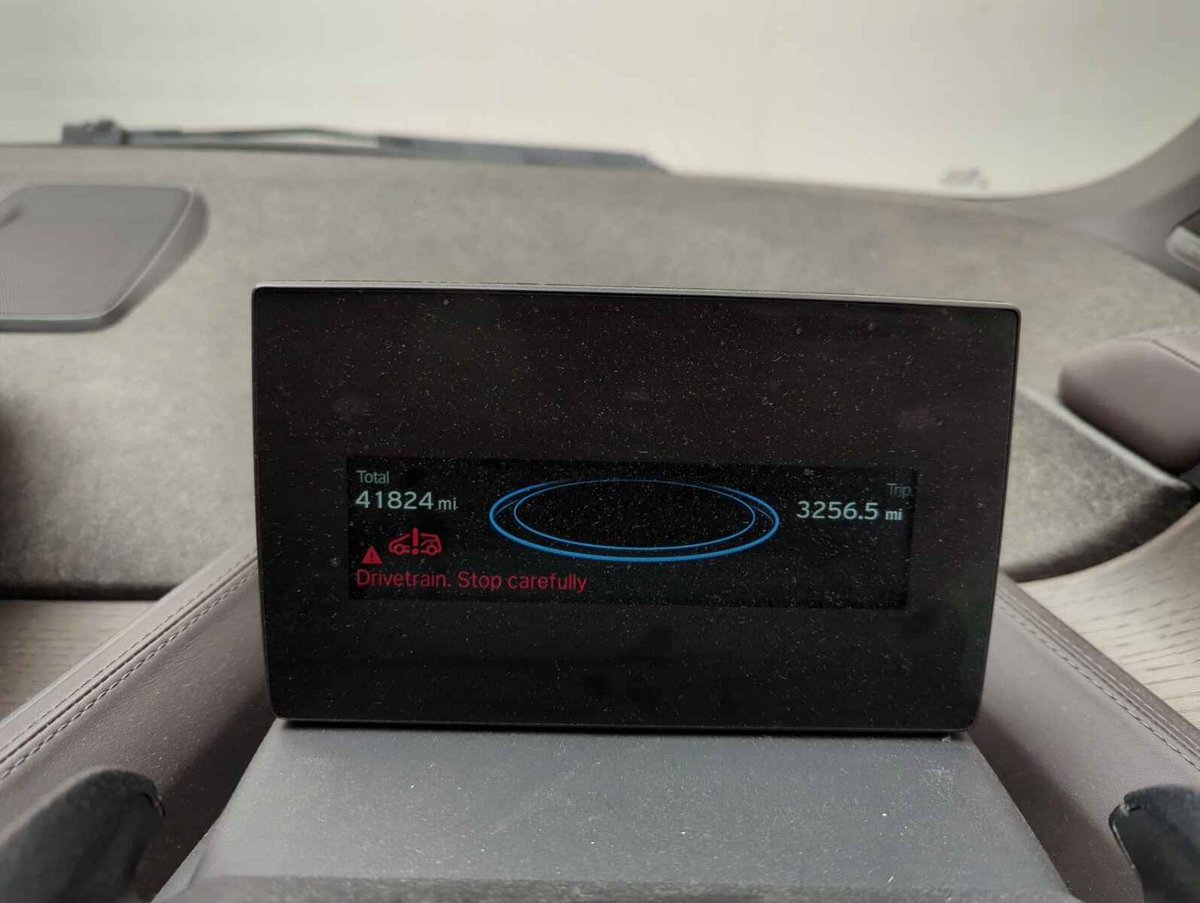 Total
41824 mi
Trip
3256.5 mi
Drivetrain. Stop carefully